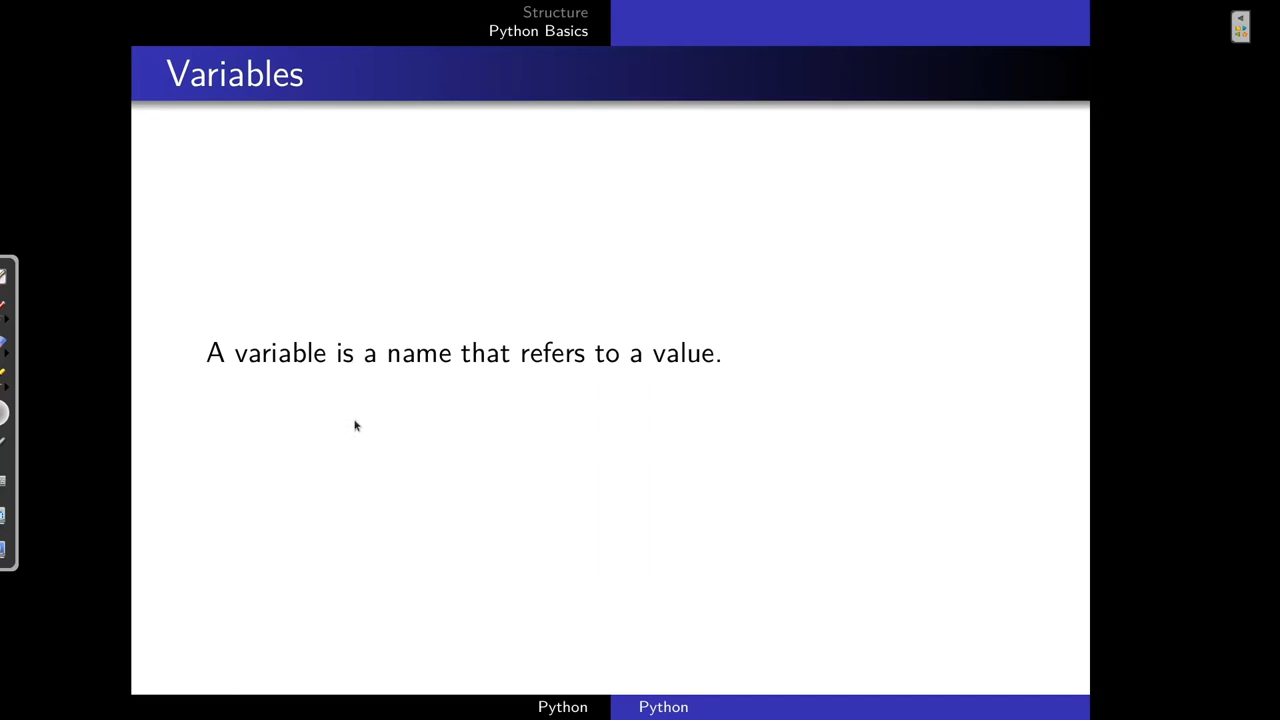 Structure
Python Basics
Variables
A variable is a name that refers to a value.
Python Python